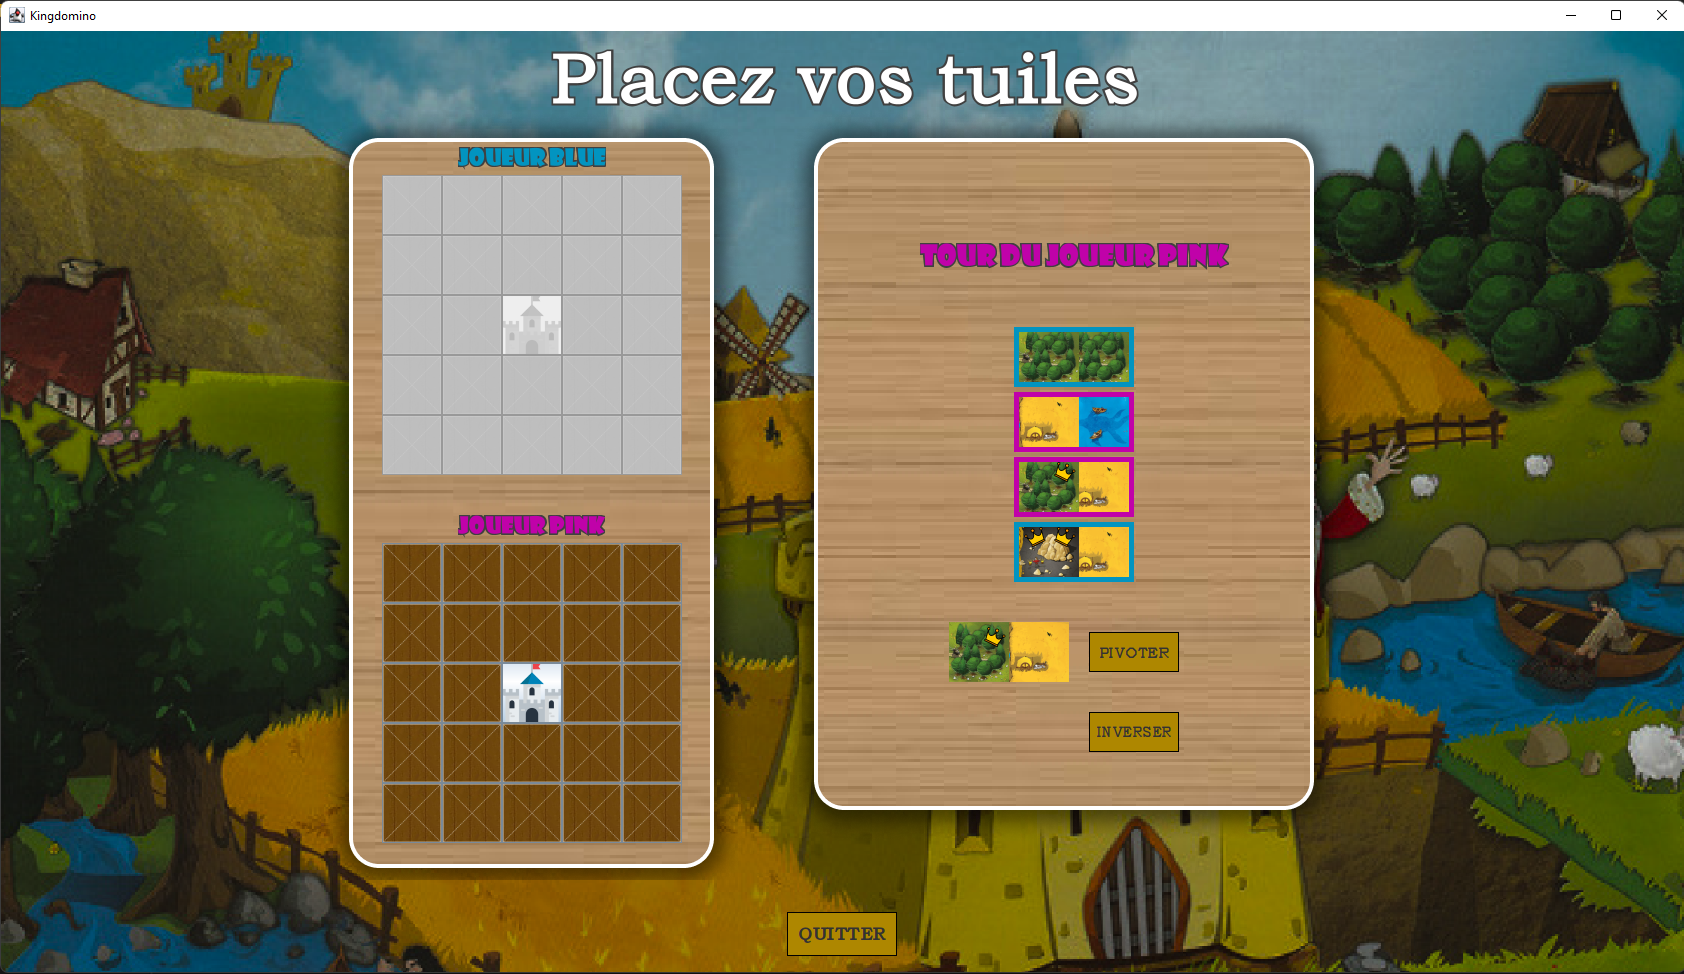 Kingdomino
Placez vos tuiles
JOUEUR BLUE
JOUEUR PINK
TOUR DU JOUEUR PINK
PIVOTER
INVERSER
QUITTER